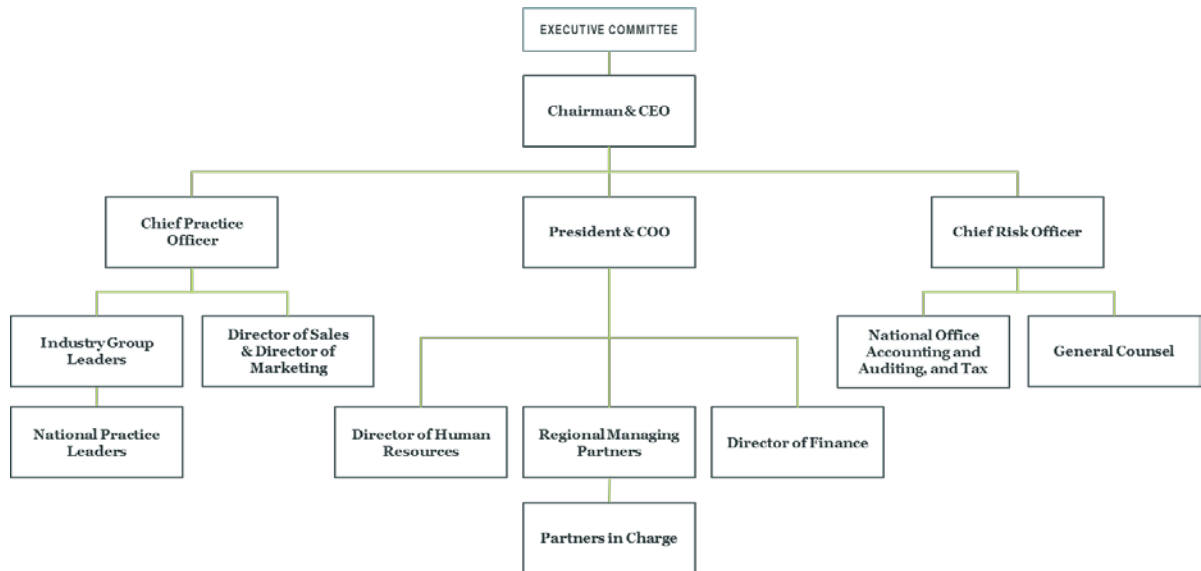 EXECUTIVE COMMITTEE
Chairman & CEO
Chief Practice
Officer
President & COO
Chief Risk Officer
Industry Group
Leaders
Director of Sales
& Director of
Marketing
National Office
Accounting and
Auditing, and Tax
General Counsel
National Practice
Leaders
Director of Human
Resources
Regional Managing
Partners
Director of Finance
Partners in Charge